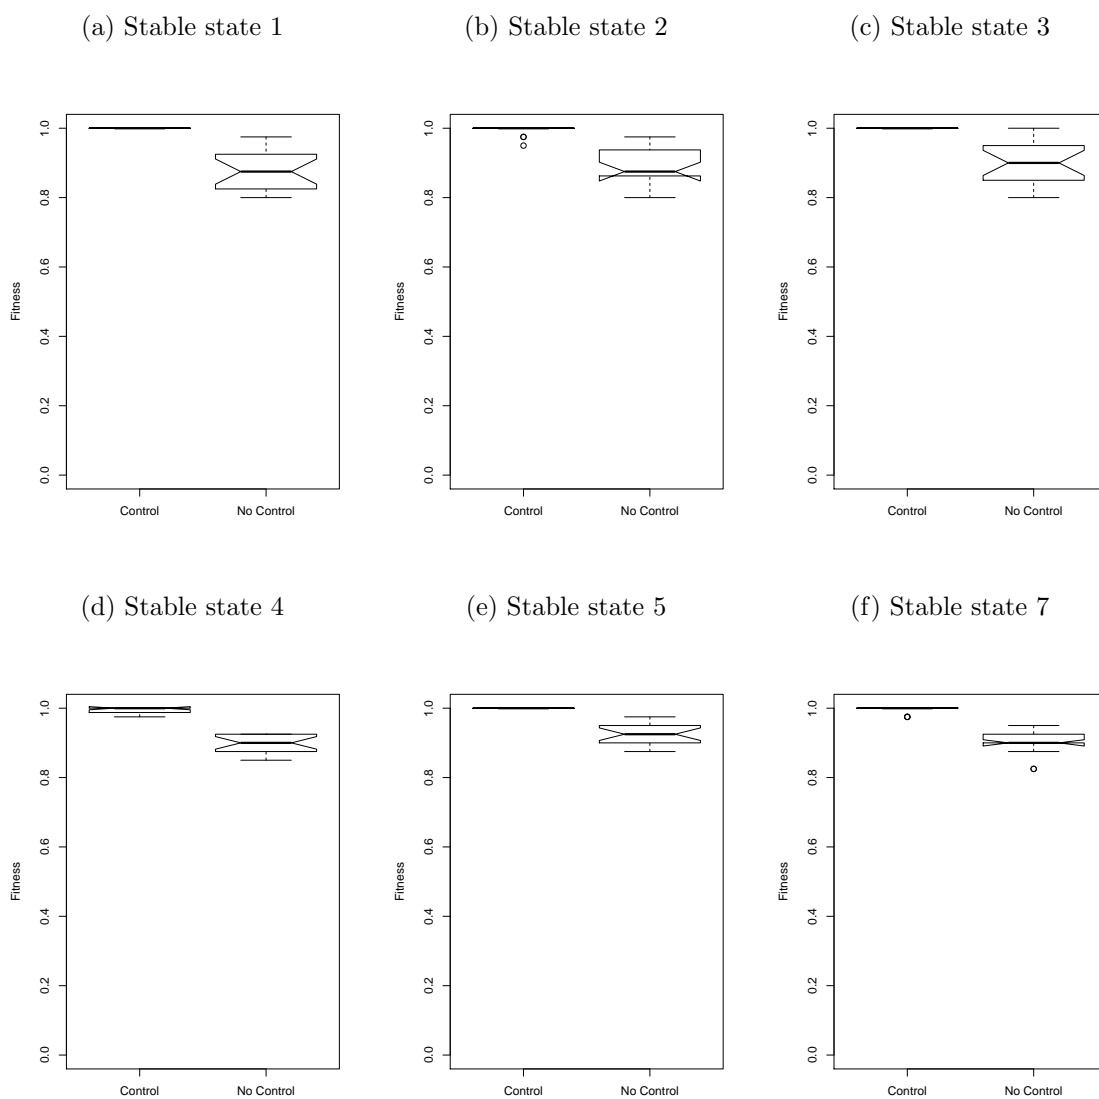 (a) Stable state 1
(b) Stable state 2
(c) Stable state 3
Fitness
1.0
0.8
0.6
0.4
0.2
0.0
Control
No Control
Fitness
1.0
0.8
0.6
0.4
0.2
0.0
Control
No Control
Fitness
1.0
0.8
0.6
0.4
0.2
0.0
Control
No Control
(d) Stable state 4
(e) Stable state 5
(f) Stable state 7
Fitness
1.0
0.8
0.6
0.4
0.2
0.0
Control
No Control
Fitness
1.0
0.8
0.6
0.4
0.2
0.0
Control
No Control
Fitness
1.0
0.8
0.6
0.4
0.2
0.0
Control
No Control